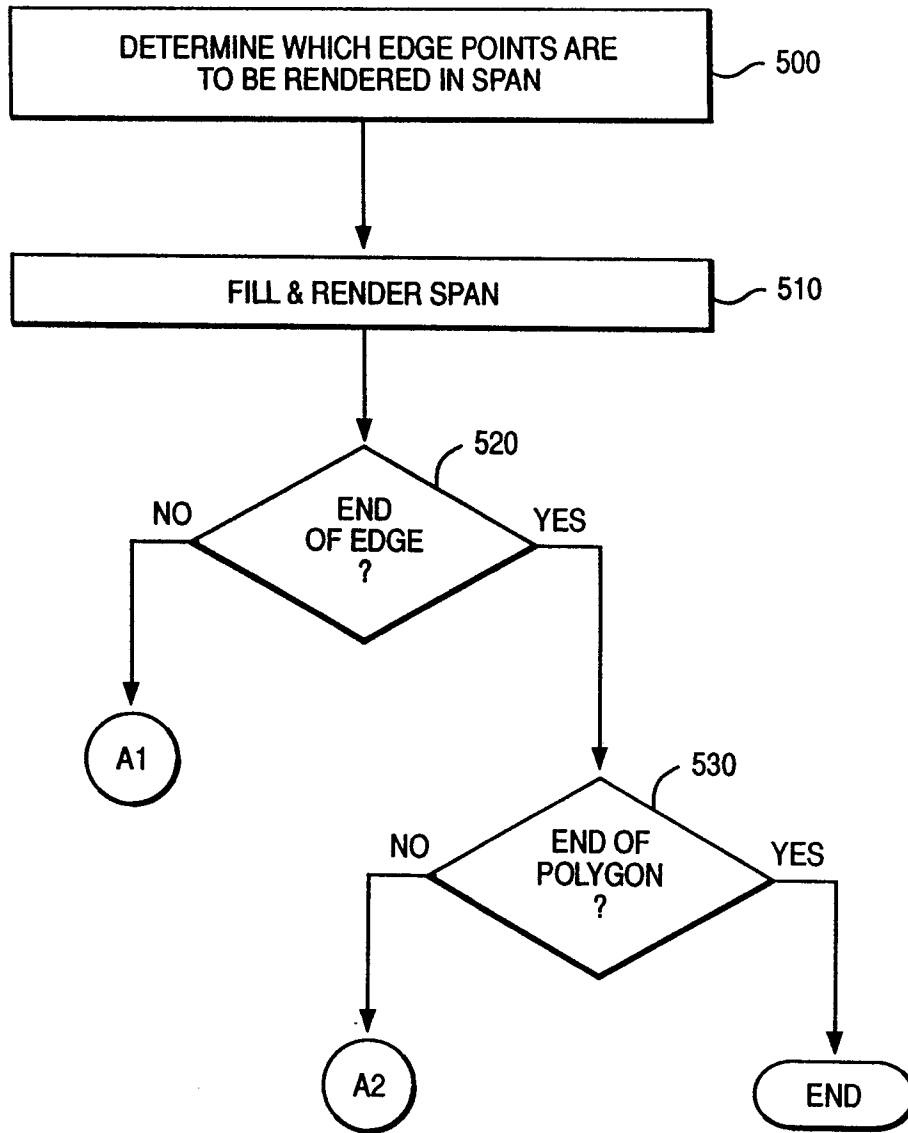 DETERMINE WHICH EDGE POINTS ARE
TO BE RENDERED IN SPAN
500
FILL & RENDER SPAN
510
520
NO
END
OF EDGE
?
YES
A1
530
NO
END OF
POLYGON
?
YES
A2
END